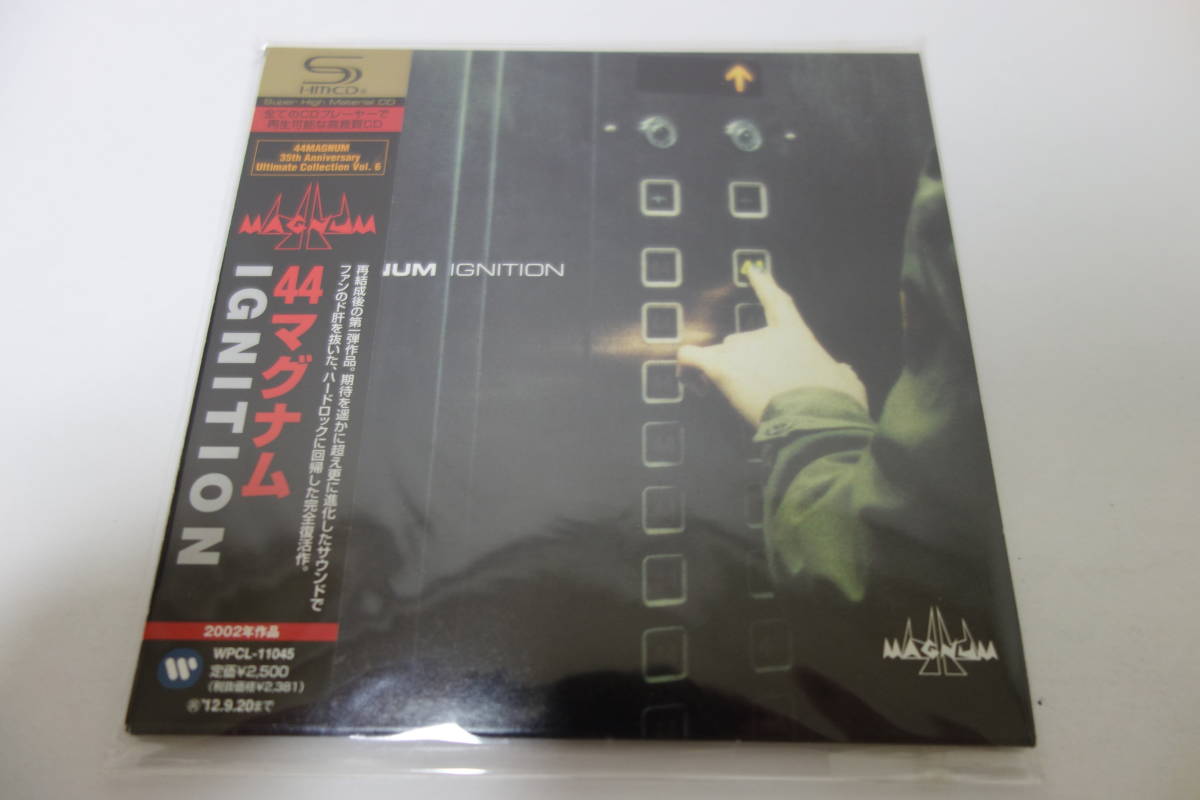 HMCD®
Super High Material CD
全てのCDプレーヤーで
再生可能な高音質CD
44MAGNUM
35th Anniversary
Ultimate Collection Vol. 6
MAGNUM
44マグナム
IGNITION
再結成後の第一弾作品。期待を遥かに超え更に進化したサウンドで
ファンのド肝を抜いた、ハードロックに回帰した完全復活作。
2002年作品
WPCL-11045
定価¥2,500
(税抜価格¥2,381)
'12.9.20まで
NUM IGNITION
44
MAGNUM